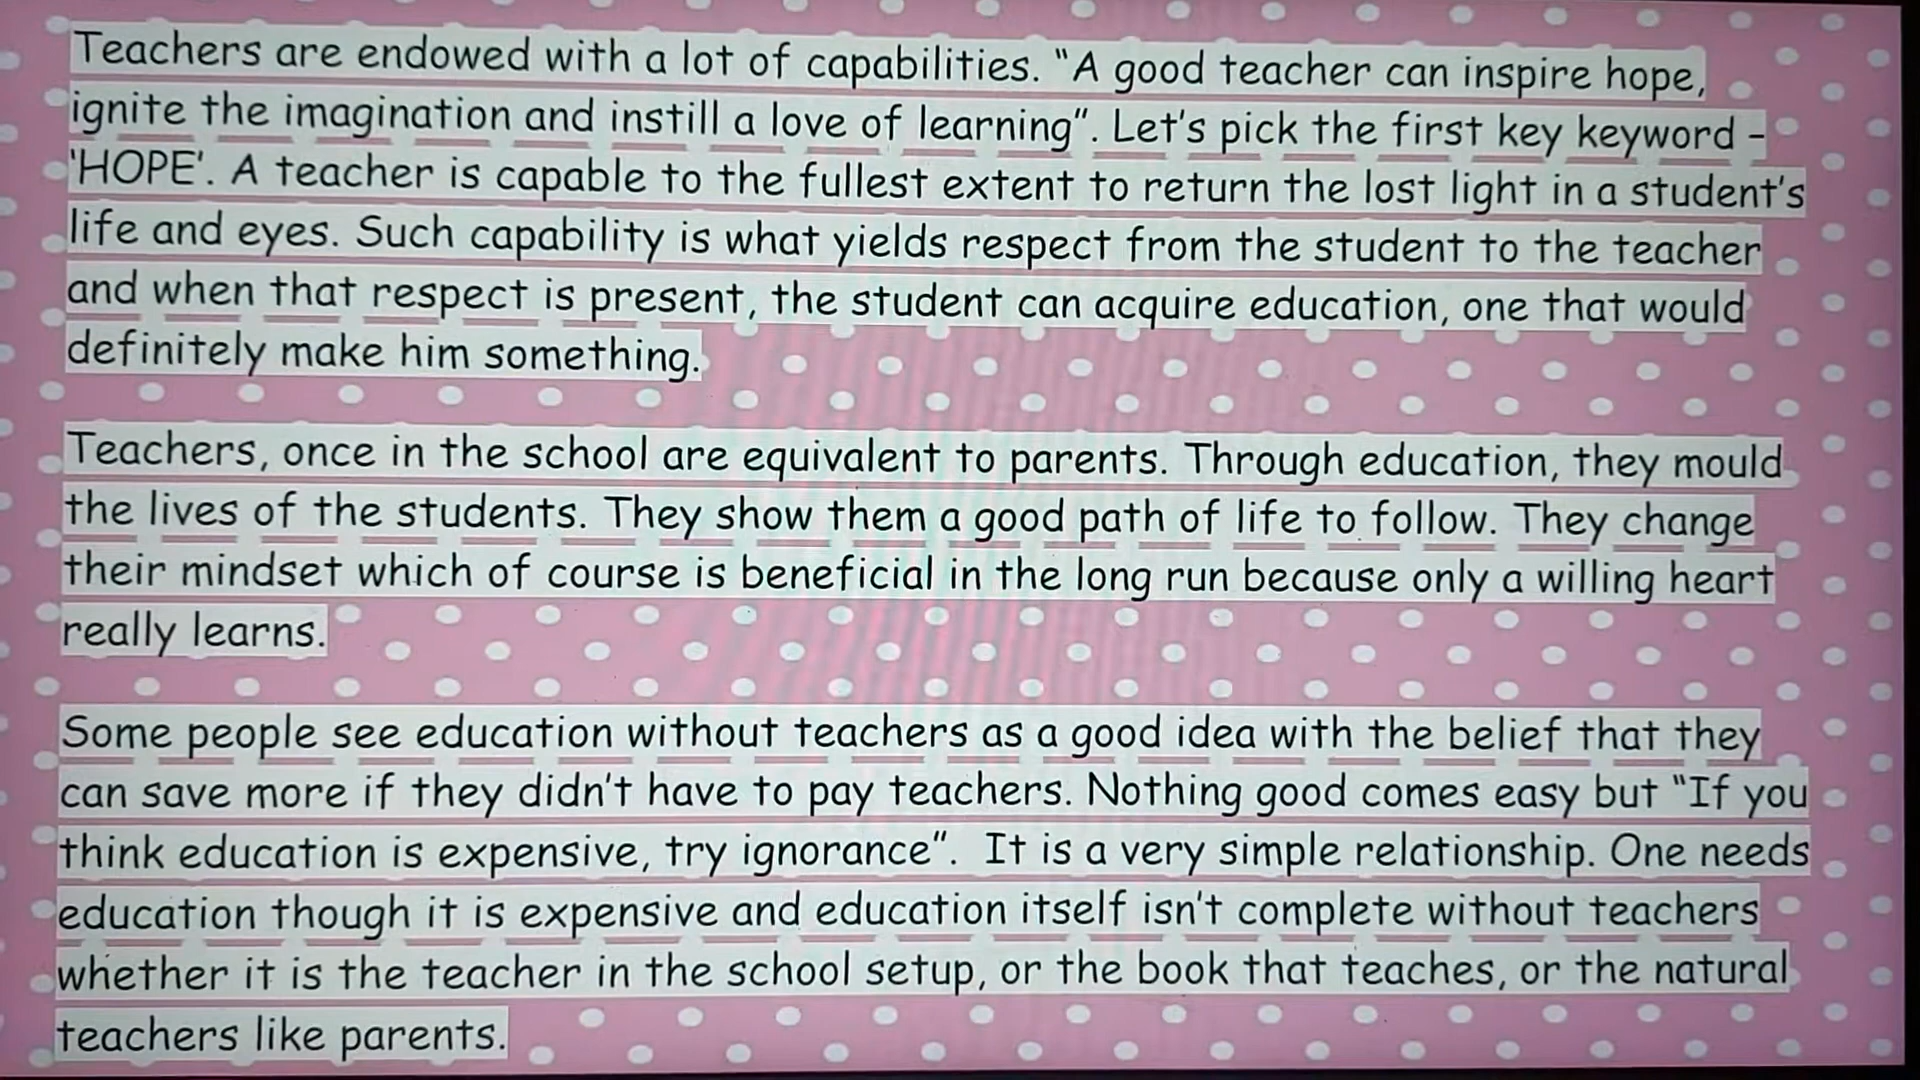 Teachers are endowed with a lot of capabilities. "A good teacher can inspire hope,
ignite the imagination and instill a love of learning". Let's pick the first key keyword -
'HOPE'. A teacher is capable to the fullest extent to return the lost light in a student's
life and eyes. Such capability is what yields respect from the student to the teacher
and when that respect is present, the student can acquire education, one that would
definitely make him something.
Teachers, once in the school are equivalent to parents. Through education, they mould
the lives of the students. They show them a good path of life to follow. They change
their mindset which of course is beneficial in the long run because only a willing heart
really learns.
Some people see education without teachers as a good idea with the belief that they
can save more if they didn't have to pay teachers. Nothing good comes easy but "If you
think education is expensive, try ignorance". It is a very simple relationship. One needs
education though it is expensive and education itself isn't complete without teachers
whether it is the teacher in the school setup, or the book that teaches, or the natural
teachers like parents.